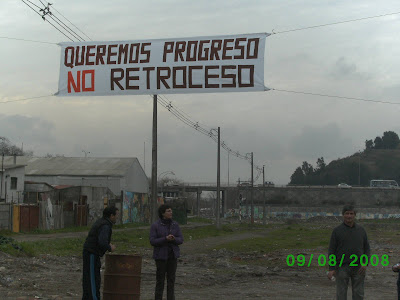 QUEREMOS PROGRESO
NO RETROCESO
09/08/2008